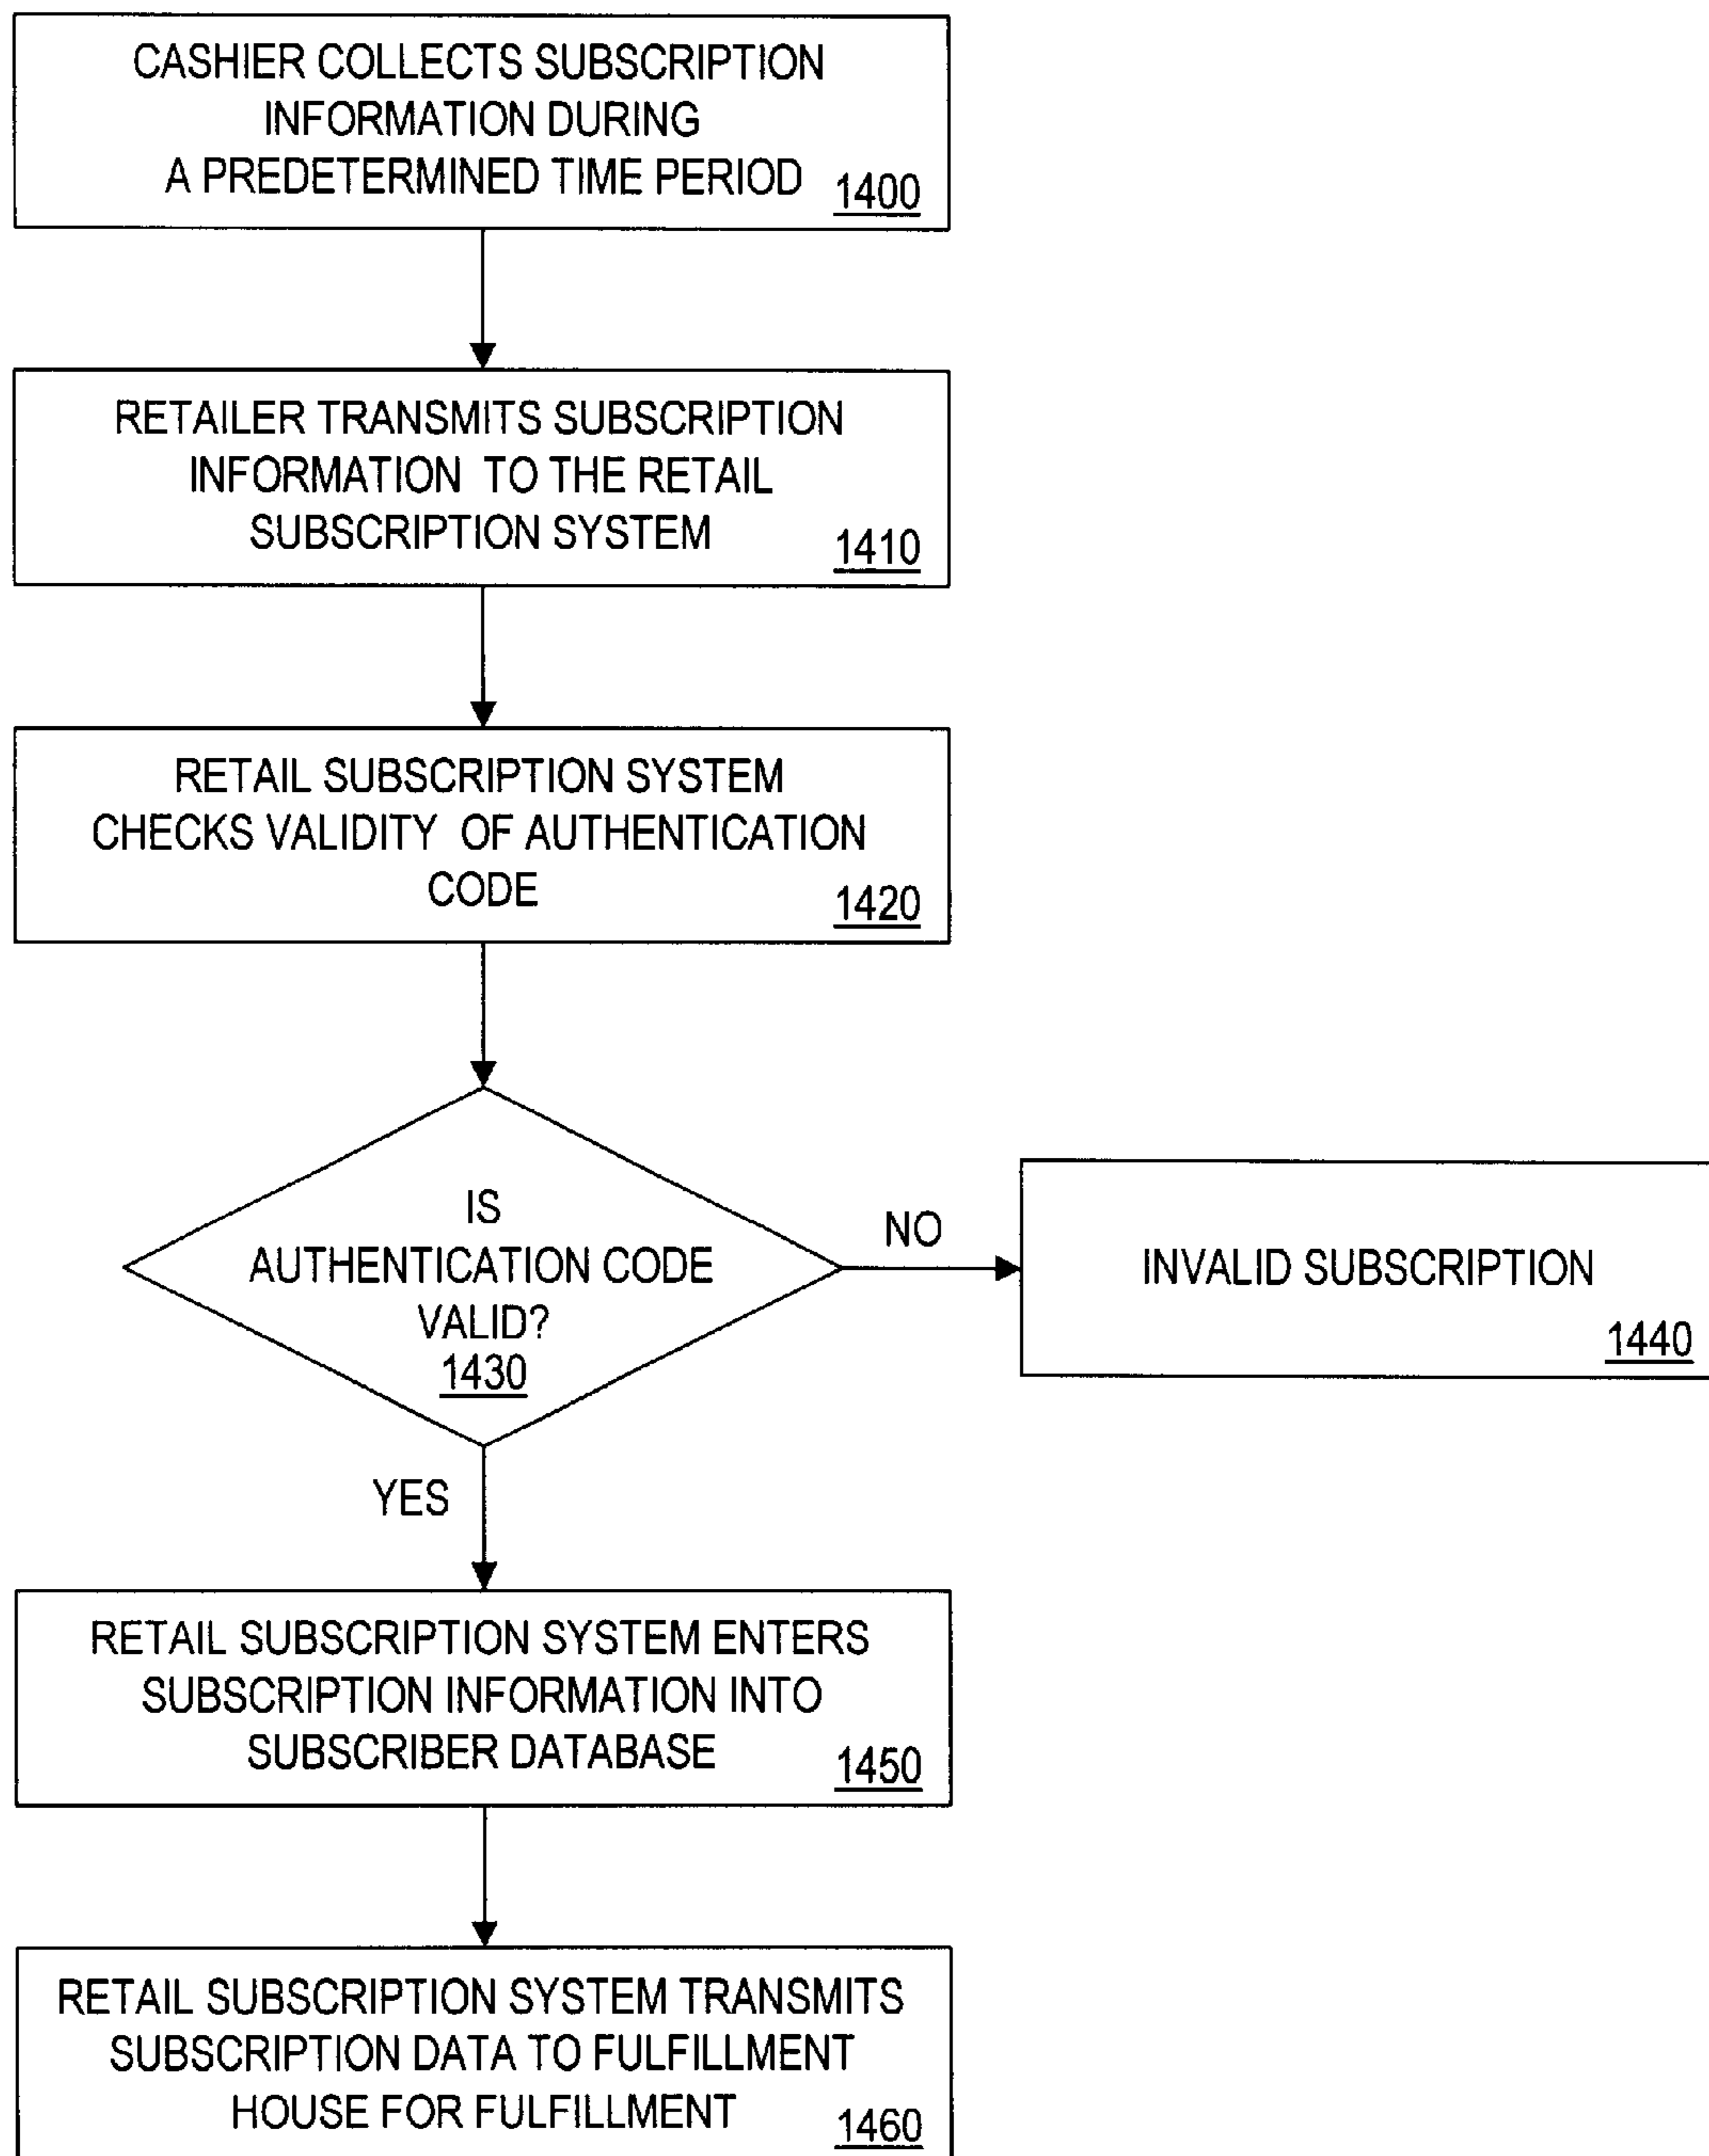 CASHIER COLLECTS SUBSCRIPTION
INFORMATION DURING
A PREDETERMINED TIME PERIOD
1400
RETAILER TRANSMITS SUBSCRIPTION
INFORMATION TO THE RETAIL
SUBSCRIPTION SYSTEM
1410
RETAIL SUBSCRIPTION SYSTEM
CHECKS VALIDITY OF AUTHENTICATION
CODE
1420
IS
AUTHENTICATION CODE
VALID?
1430
NO
INVALID SUBSCRIPTION
1440
YES
RETAIL SUBSCRIPTION SYSTEM ENTERS
SUBSCRIPTION INFORMATION INTO
SUBSCRIBER DATABASE
1450
RETAIL SUBSCRIPTION SYSTEM TRANSMITS
SUBSCRIPTION DATA TO FULFILLMENT
HOUSE FOR FULFILLMENT
1460